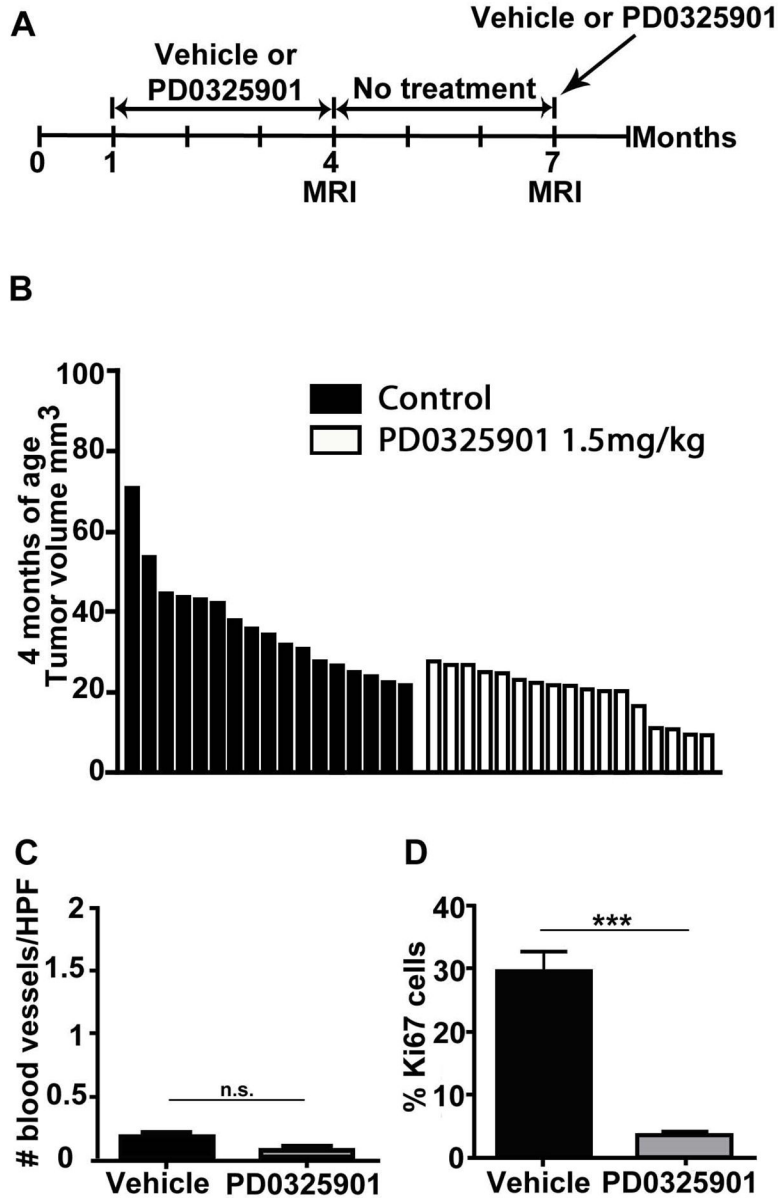 A
Vehicle or PD0325901
Vehicle or
PD0325901
No treatment
0
1
4
7
Months
MRI
MRI
B
4 months of age
Tumor volume mm3
100
80
60
40
20
0
Control
PD0325901 1.5mg/kg
C
# blood vessels/HPF
2
1.5
1
0.5
0
n.s.
Vehicle
PD0325901
D
% Ki67 cells
40
30
20
10
0
***
Vehicle
PD0325901